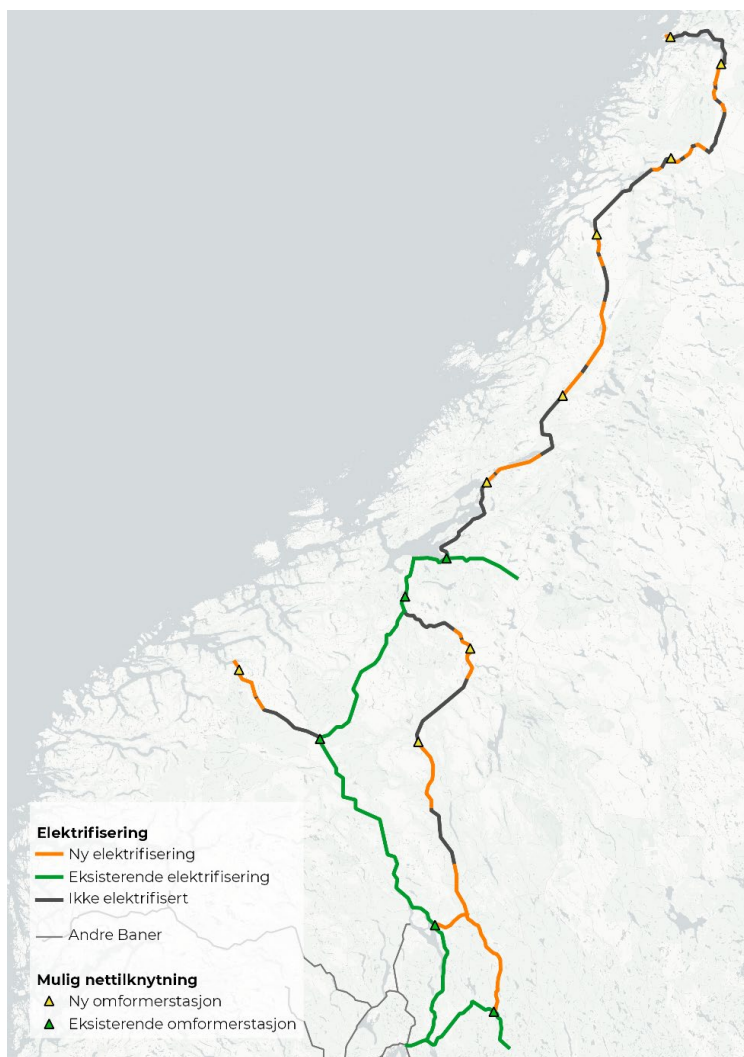 Elektrifisering
Ny elektrifisering
Eksisterende elektrifisering
Ikke elektrifisert
Andre Baner
Mulig nettilknytning
Ny omformerstasjon
Eksisterende omformerstasjon